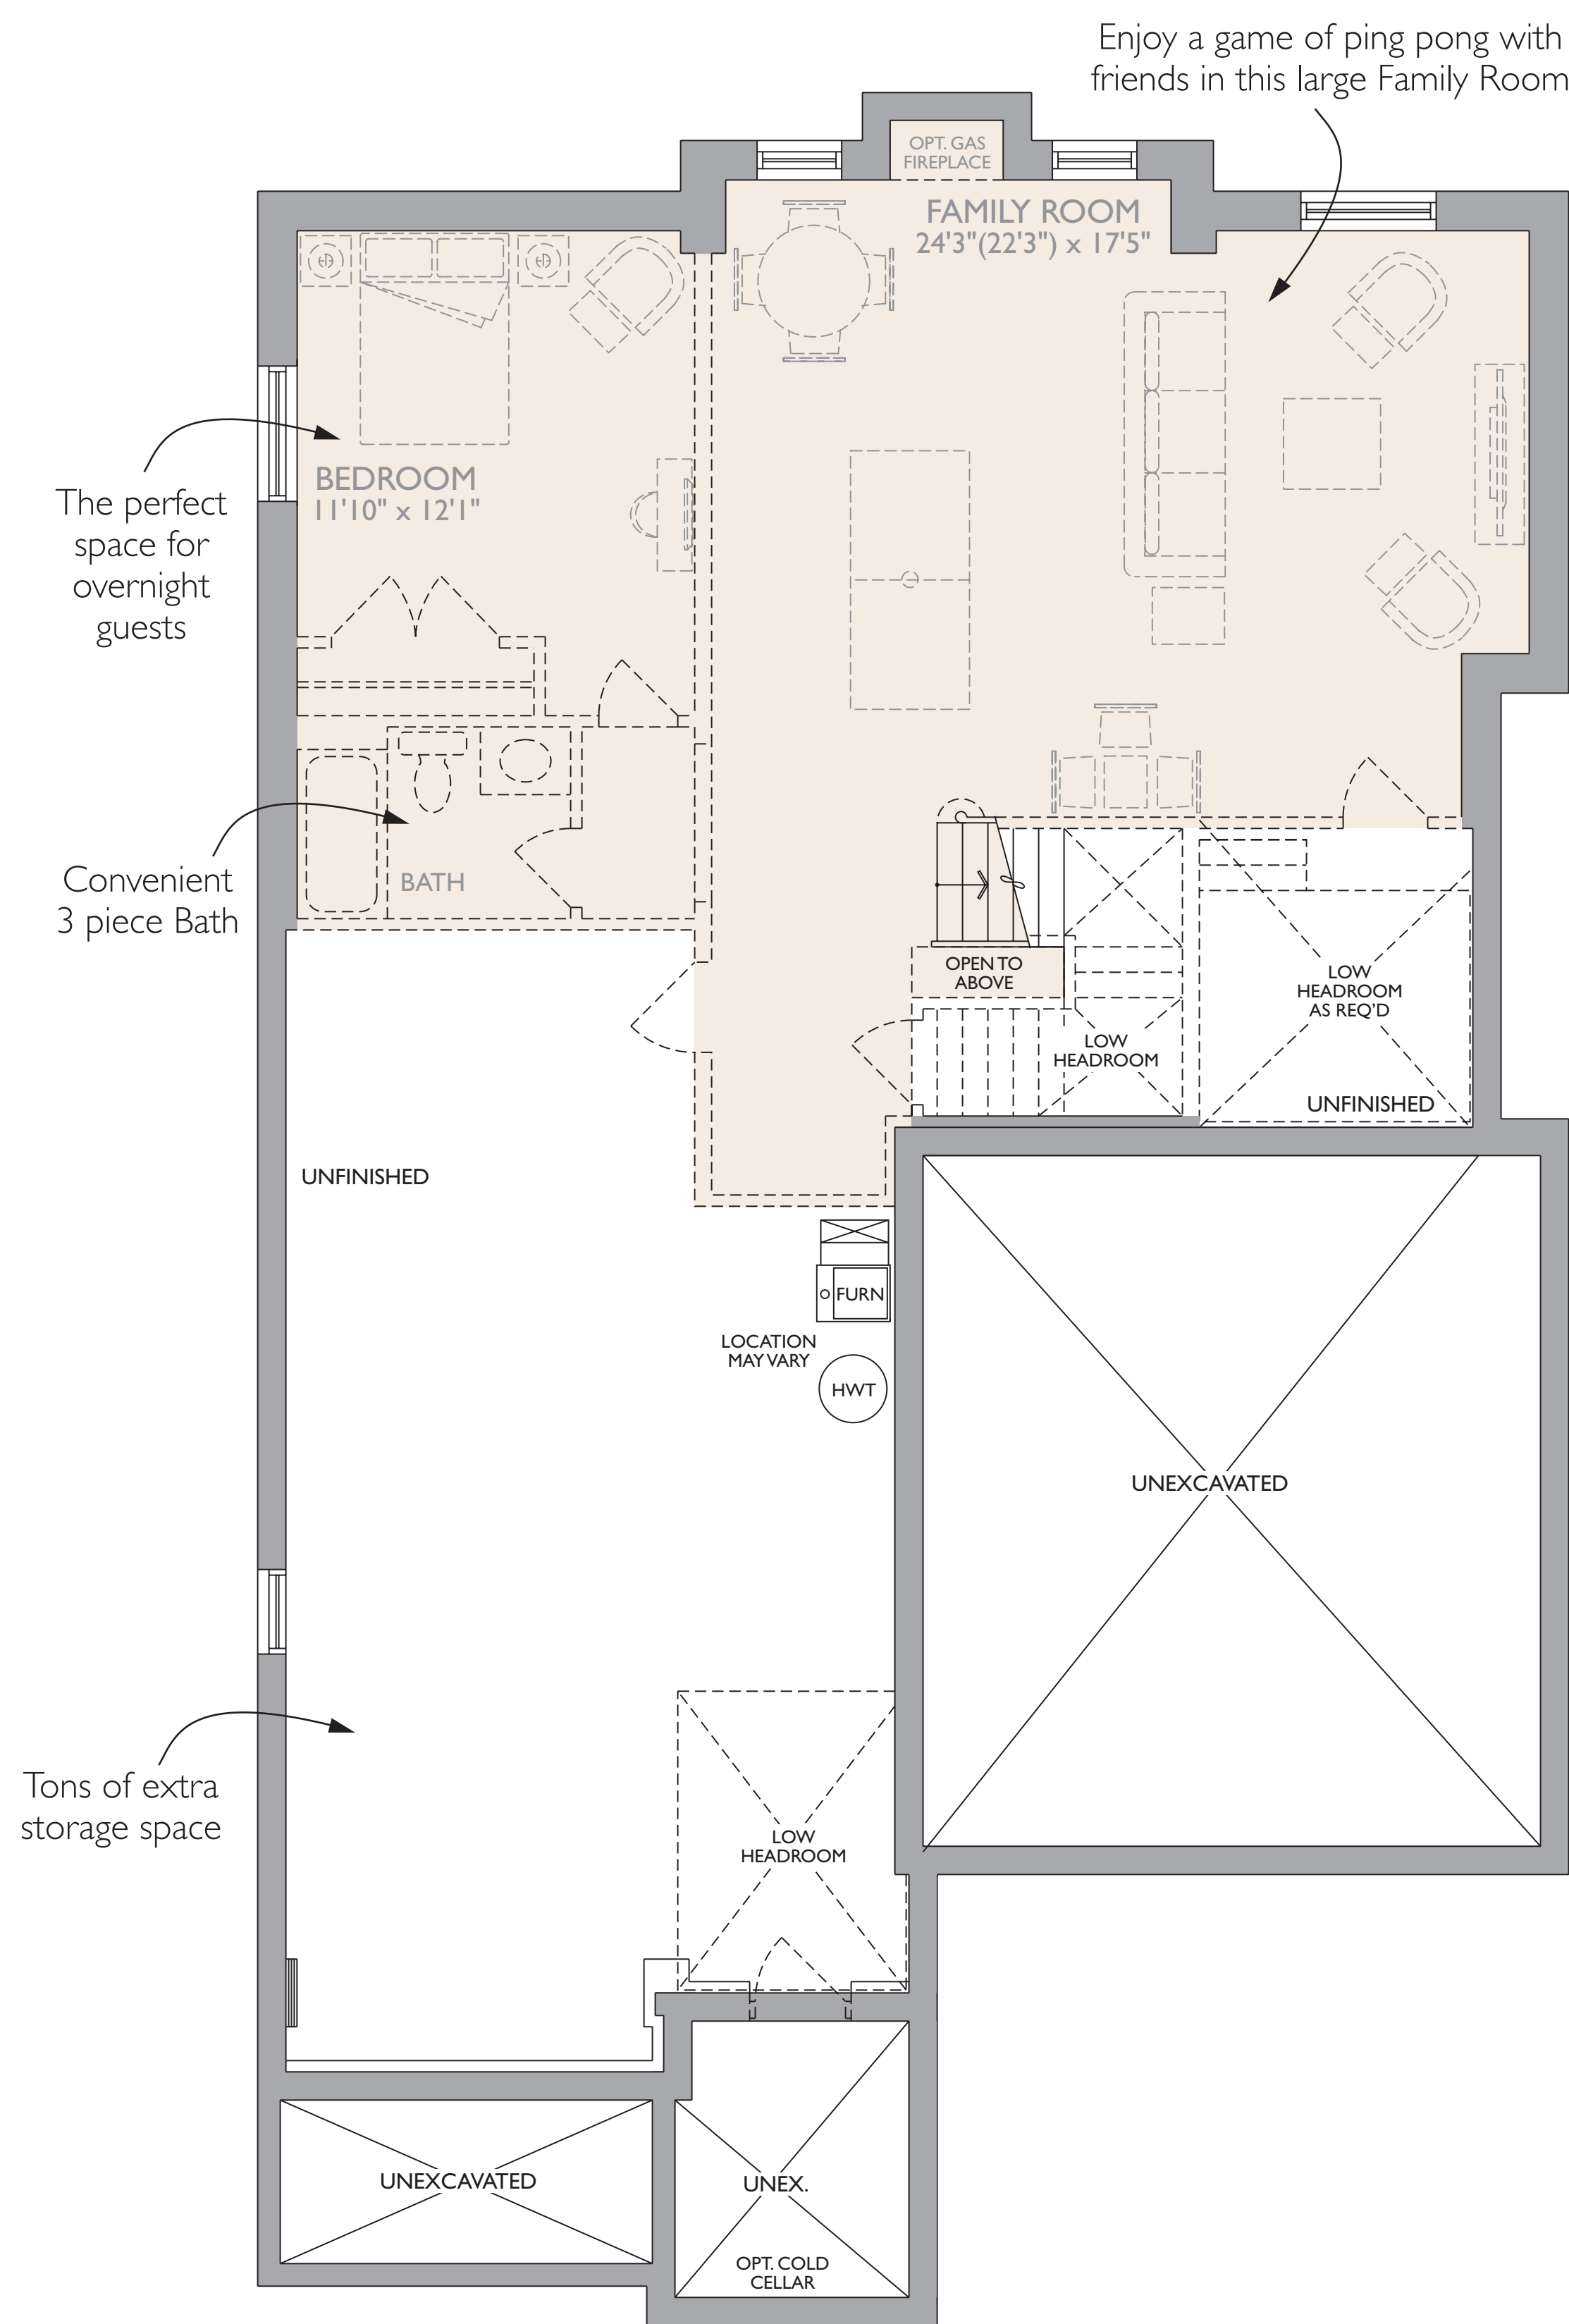 Enjoy a game of ping pong with
friends in this large Family Room
OPT. GAS
FIREPLACE
FAMILY ROOM
24'3"(22'3") x 17'5"
BEDROOM
11'10" x 12'1"
The perfect
space for
overnight
guests
Convenient
3 piece Bath
BATH
OPEN TO
ABOVE
LOW
HEADROOM
LOW
HEADROOM
AS REQ'D
UNFINISHED
UNFINISHED
FURN
LOCATION
MAY VARY
HWT
UNEXCAVATED
Tons of extra
storage space
LOW
HEADROOM
UNEXCAVATED
UNEX.
OPT. COLD
CELLAR